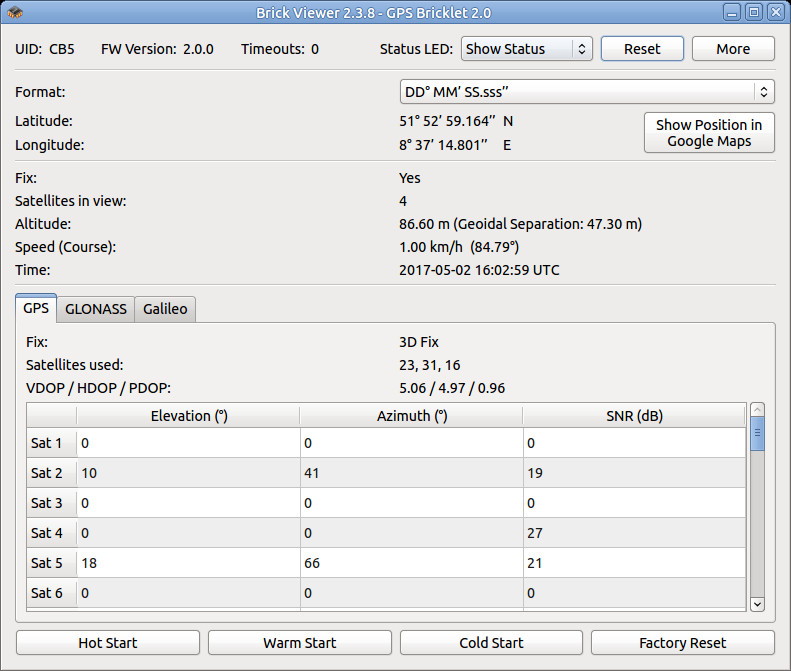 Brick Viewer 2.3.8 - GPS Bricklet 2.0
UID: CB5 FW Version: 2.0.0 Timeouts: 0 Status LED: Show Status Reset More
Format: DD° MM′ SS.sss′′
Latitude: 51° 52′ 59.164′′ N
Longitude: 8° 37′ 14.801′′ E
Show Position in
Google Maps
Fix: Yes
Satellites in view: 4
Altitude: 86.60 m (Geoidal Separation: 47.30 m)
Speed (Course): 1.00 km/h (84.79°)
Time: 2017-05-02 16:02:59 UTC
GPS GLONASS Galileo
Fix: 3D Fix
Satellites used: 23, 31, 16
VDOP / HDOP / PDOP: 5.06 / 4.97 / 0.96
Elevation (°) Azimuth (°) SNR (dB)
Sat 1 0 0 0
Sat 2 10 41 19
Sat 3 0 0 0
Sat 4 0 0 27
Sat 5 18 66 21
Sat 6 0 0 0
Hot Start Warm Start Cold Start Factory Reset